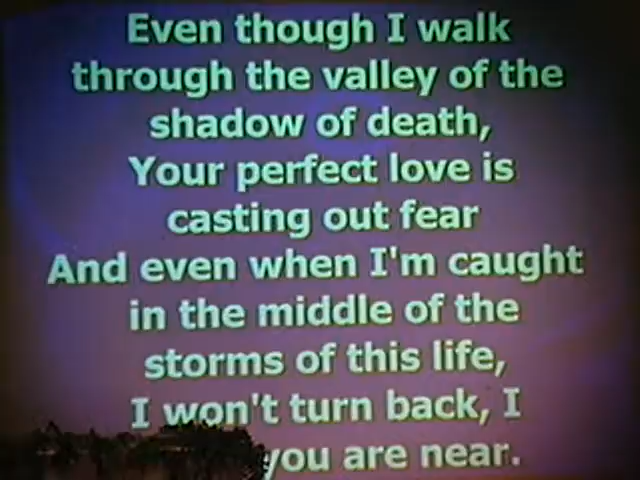 Even though I walk
through the valley of the
shadow of death,
Your perfect love is
casting out fear
And even when I'm caught
in the middle of the
storms of this life,
I won't turn back, I
you are near.